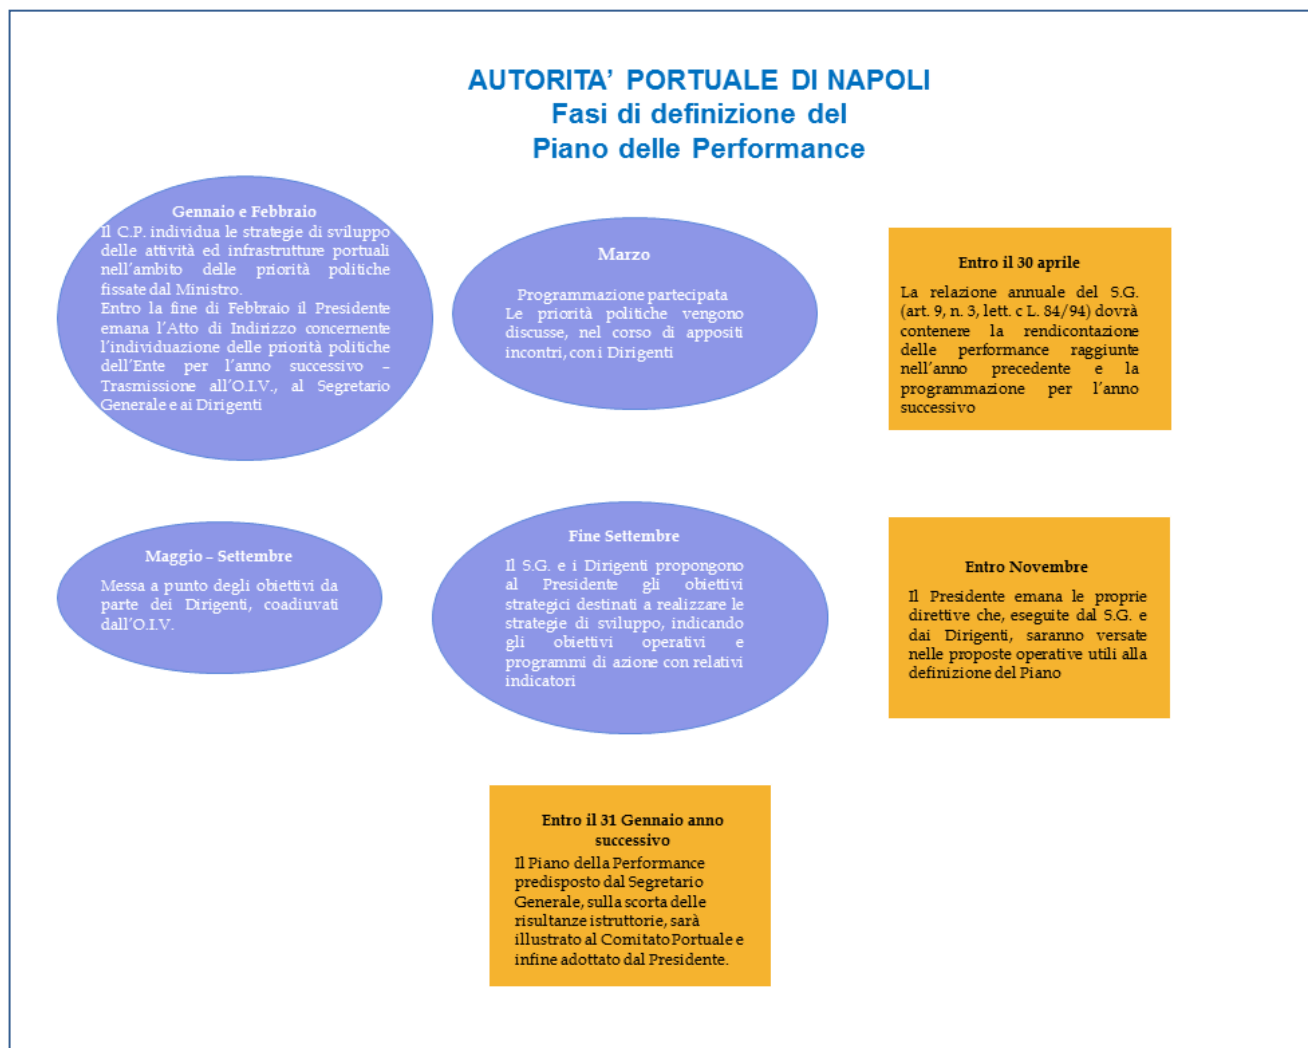 AUTORITA’ PORTUALE DI NAPOLI
Fasi di definizione del
Piano delle Performance
Gennaio e Febbraio
Il C.P. individua le strategie di sviluppo
delle attività ed infrastrutture portuali
nell’ambito delle priorità politiche
fissate dal Ministro.
Entro la fine di Febbraio il Presidente
emana l’Atto di Indirizzo concernente
l’individuazione delle priorità politiche
dell’Ente per l’anno successivo –
Trasmissione all’O.I.V., al Segretario
Generale e ai Dirigenti
Marzo
Programmazione partecipata
Le priorità politiche vengono
discusse, nel corso di appositi
incontri, con i Dirigenti
Entro il 30 aprile
La relazione annuale del S.G.
(art. 9, n. 3, lett. c L. 84/94) dovrà
contenere la rendicontazione
delle performance raggiunte
nell’anno precedente e la
programmazione per l’anno
successivo
Maggio – Settembre
Messa a punto degli obiettivi da
parte dei Dirigenti, coadiuvati
dall’O.I.V.
Fine Settembre
Il S.G. e i Dirigenti propongono
al Presidente gli obiettivi
strategici destinati a realizzare le
strategie di sviluppo, indicando
gli obiettivi operativi e
programmi di azione con relativi
indicatori
Entro Novembre
Il Presidente emana le proprie
direttive che, eseguite dal S.G. e
dai Dirigenti, saranno versate
nelle proposte operative utili alla
definizione del Piano
Entro il 31 Gennaio anno
successivo
Il Piano della Performance
predisposto dal Segretario
Generale, sulla scorta delle
risultanze istruttorie, sarà
illustrato al Comitato Portuale e
infine adottato dal Presidente.